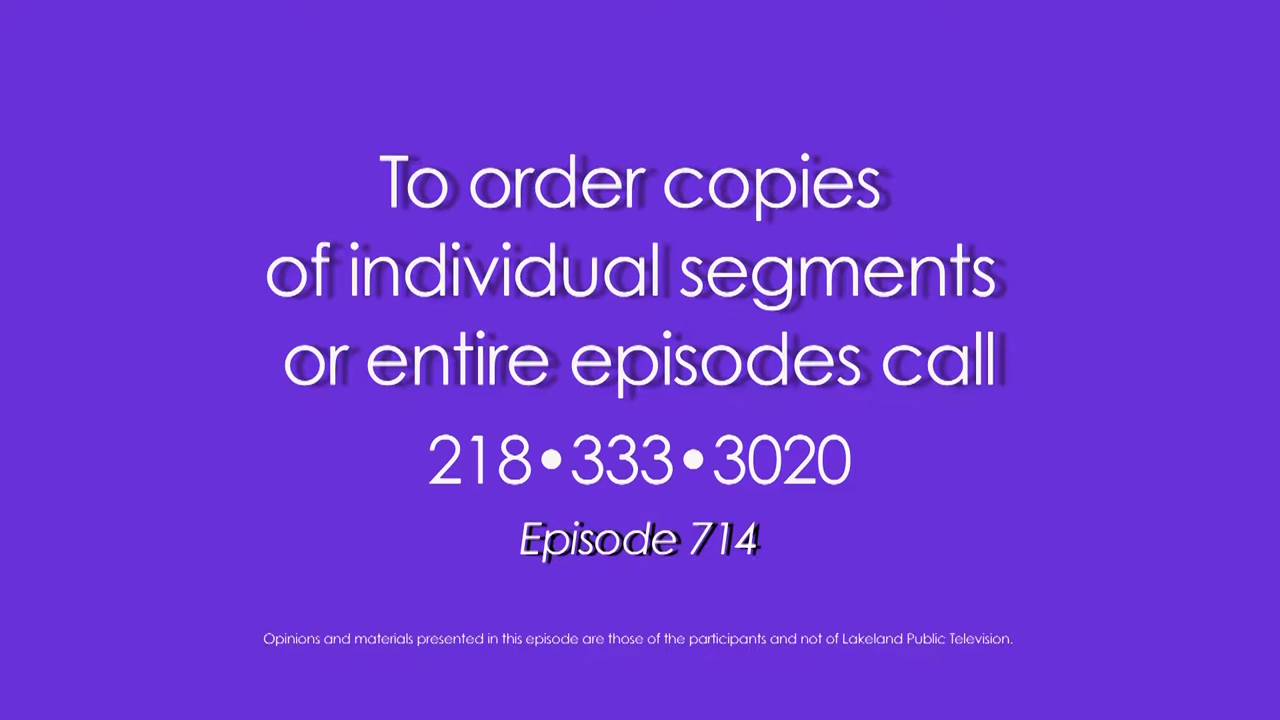 To order copies
of individual segments
or entire episodes call
218•333•3020
Episode 714
Opinions and materials presented in this episode are those of the participants and not of Lakeland Public Television.